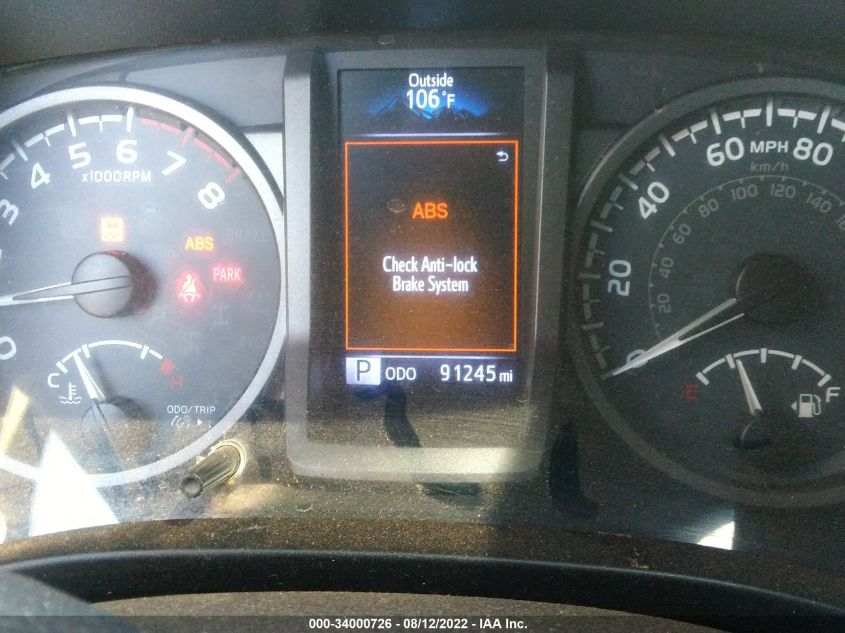 Outside
106°F
ABS
Check Anti-lock
Brake System
P ODO 91245 mi
3 4 5 6 7 8
x1000RPM
ABS
BRAKE
PARK
0
C H
ODO/TRIP
0 20 40 60 80
MPH
km/h
20 40 60 80 100 120 140
E F
000-34000726 - 08/12/2022 - IAA Inc.